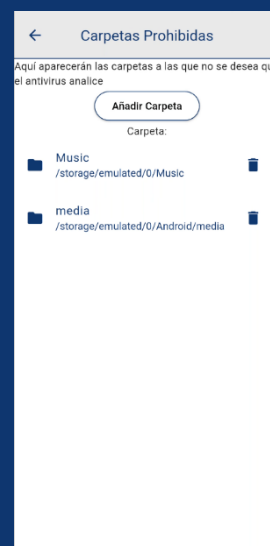 Carpetas Prohibidas
Aquí aparecerán las carpetas a las que no se desea qu
el antivirus analice
Añadir Carpeta
Carpeta:
Music
/storage/emulated/0/Music
media
/storage/emulated/0/Android/media